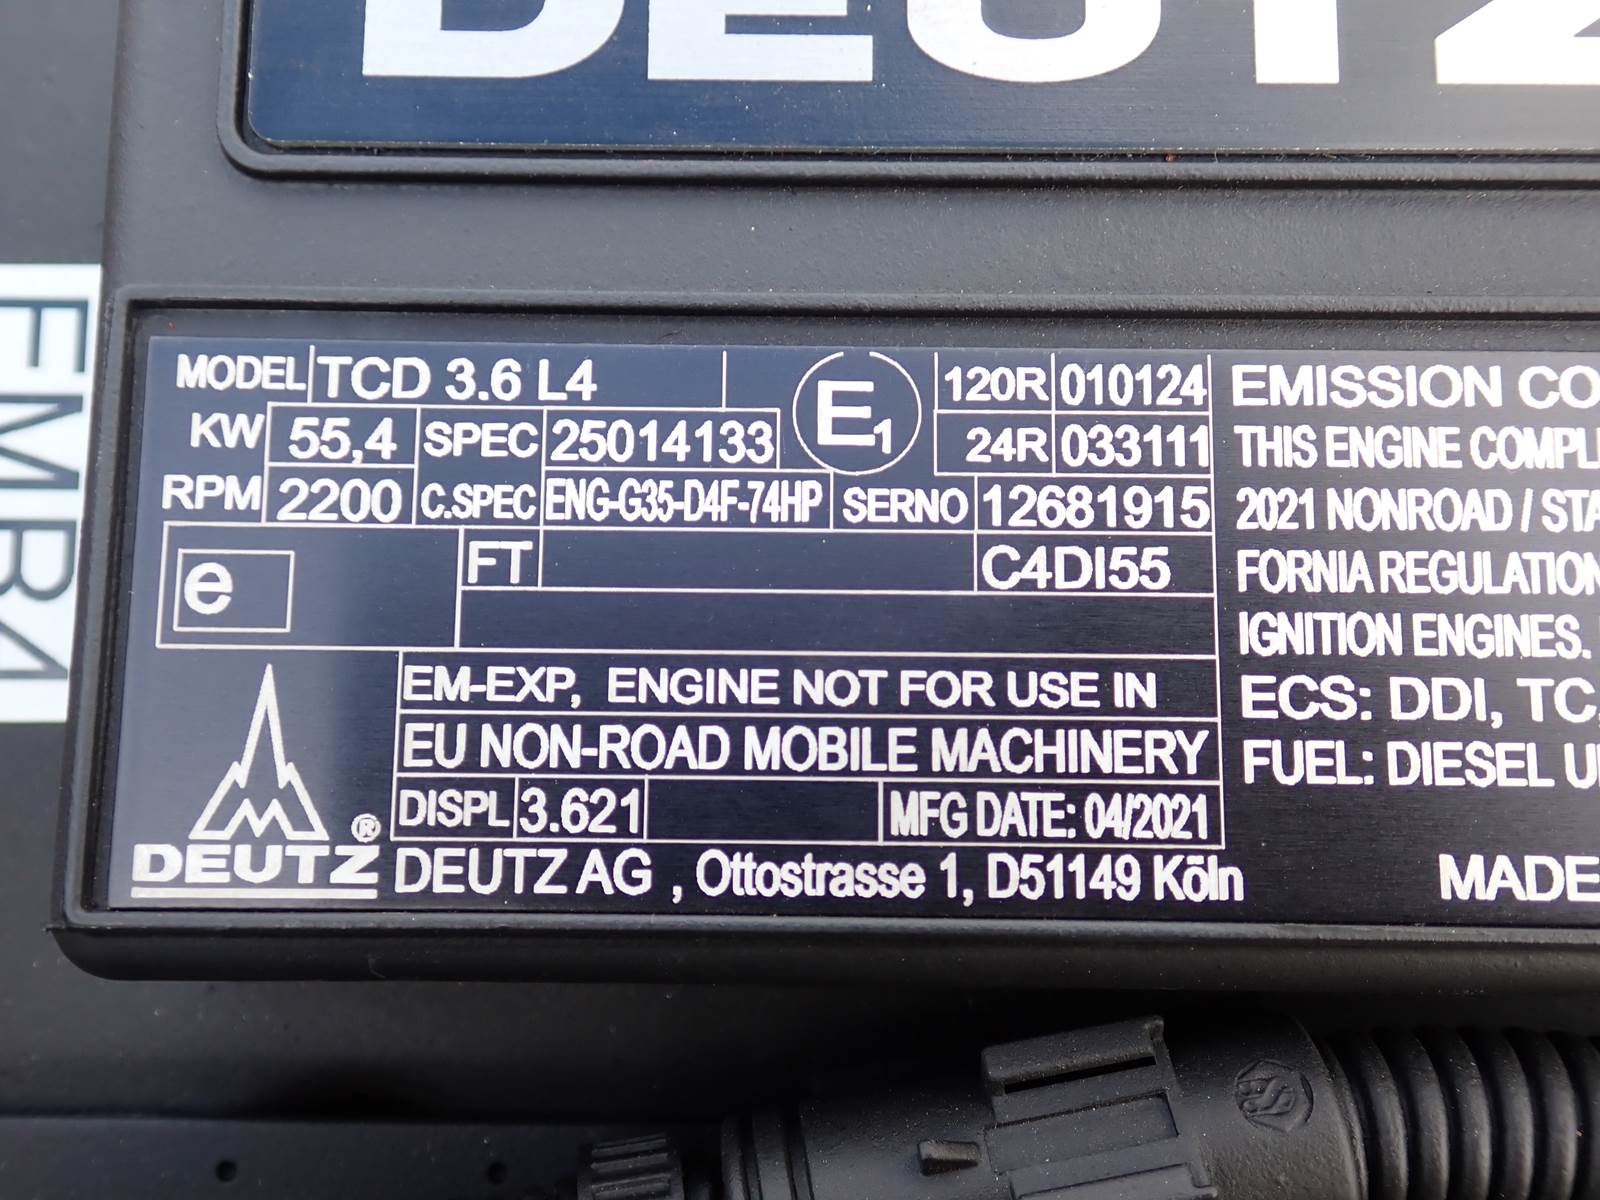 DEUTZ
MODEL TCD 3.6 L4
KW 55,4 SPEC 25014133
E1
120R 010124
24R 033111
RPM 2200 C.SPEC ENG-G35-D4F-74HP SERNO 12681915
e
FT C4DI55
EM-EXP, ENGINE NOT FOR USE IN
EU NON-ROAD MOBILE MACHINERY
DISPL 3.621 MFG DATE: 04/2021
DEUTZ®
DEUTZ AG , Ottostrasse 1, D51149 Köln
EMISSION CO
THIS ENGINE COMPL
2021 NONROAD / STA
FORNIA REGULATION
IGNITION ENGINES.
ECS: DDI, TC,
FUEL: DIESEL U
MADE